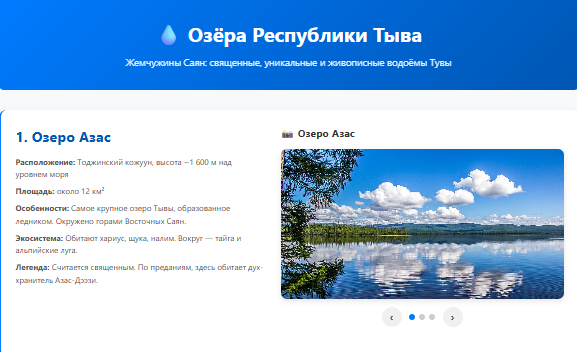 💧 Озёра Республики Тыва
Жемчужины Саян: священные, уникальные и живописные водоёмы Тувы
1. Озеро Азас
Расположение: Тоджинский кожуун, высота ~1 600 м над
уровнем моря
Площадь: около 12 км²
Особенности: Самое крупное озеро Тывы, образованное
ледником. Окружено горами Восточных Саян.
Экосистема: Обитают хариус, щука, налим. Вокруг — тайга и
альпийские луга.
Легенда: Считается священным. По преданиям, здесь обитает дух-
хранитель Азас-Дээзи.
📸 Озеро Азас
‹ ›